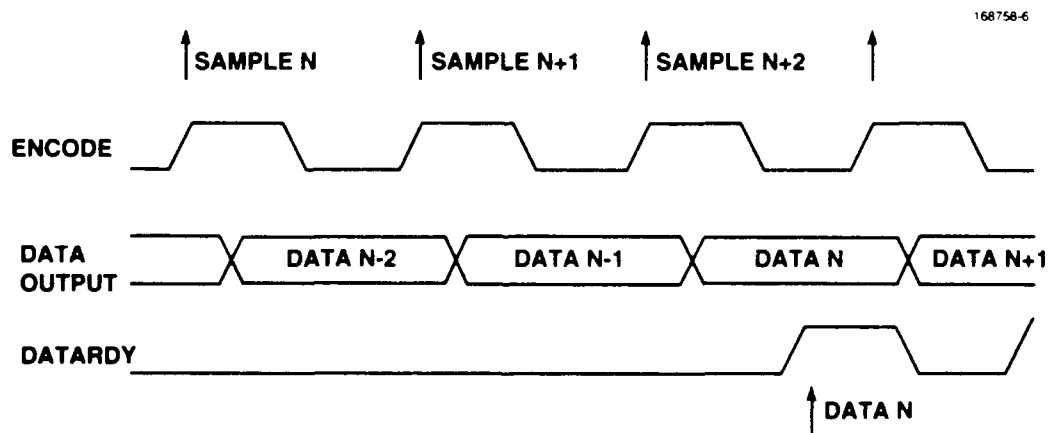 168758-6
SAMPLE N SAMPLE N+1 SAMPLE N+2
ENCODE
DATA OUTPUT
DATA N-2 DATA N-1 DATA N DATA N+1
DATARDY
DATA N